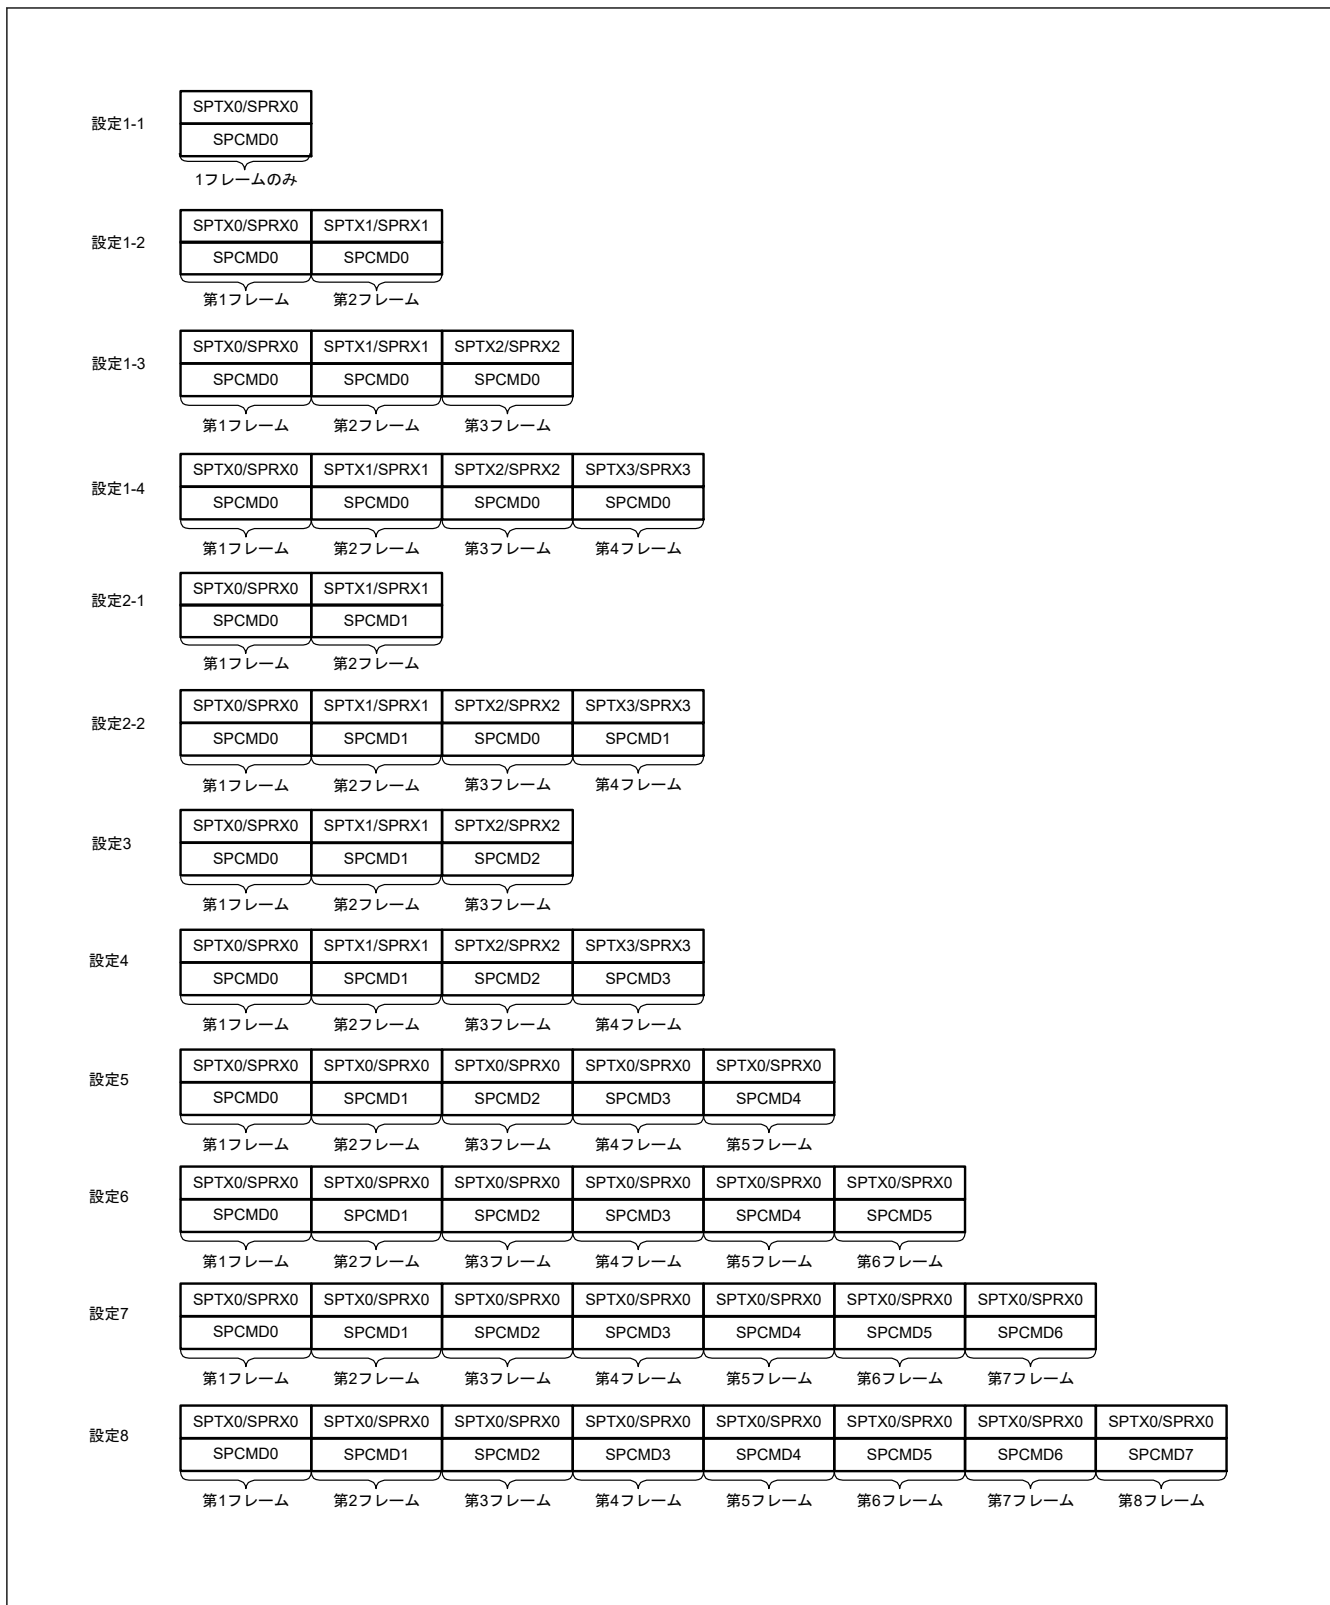 設定1-1
SPTX0/SPRX0
SPCMD0
1フレームのみ
設定1-2
SPTX0/SPRX0 SPTX1/SPRX1
SPCMD0 SPCMD0
第1フレーム 第2フレーム
設定1-3
SPTX0/SPRX0 SPTX1/SPRX1 SPTX2/SPRX2
SPCMD0 SPCMD0 SPCMD0
第1フレーム 第2フレーム 第3フレーム
設定1-4
SPTX0/SPRX0 SPTX1/SPRX1 SPTX2/SPRX2 SPTX3/SPRX3
SPCMD0 SPCMD0 SPCMD0 SPCMD0
第1フレーム 第2フレーム 第3フレーム 第4フレーム
設定2-1
SPTX0/SPRX0 SPTX1/SPRX1
SPCMD0 SPCMD1
第1フレーム 第2フレーム
設定2-2
SPTX0/SPRX0 SPTX1/SPRX1 SPTX2/SPRX2 SPTX3/SPRX3
SPCMD0 SPCMD1 SPCMD0 SPCMD1
第1フレーム 第2フレーム 第3フレーム 第4フレーム
設定3
SPTX0/SPRX0 SPTX1/SPRX1 SPTX2/SPRX2
SPCMD0 SPCMD1 SPCMD2
第1フレーム 第2フレーム 第3フレーム
設定4
SPTX0/SPRX0 SPTX1/SPRX1 SPTX2/SPRX2 SPTX3/SPRX3
SPCMD0 SPCMD1 SPCMD2 SPCMD3
第1フレーム 第2フレーム 第3フレーム 第4フレーム
設定5
SPTX0/SPRX0 SPTX0/SPRX0 SPTX0/SPRX0 SPTX0/SPRX0 SPTX0/SPRX0
SPCMD0 SPCMD1 SPCMD2 SPCMD3 SPCMD4
第1フレーム 第2フレーム 第3フレーム 第4フレーム 第5フレーム
設定6
SPTX0/SPRX0 SPTX0/SPRX0 SPTX0/SPRX0 SPTX0/SPRX0 SPTX0/SPRX0 SPTX0/SPRX0
SPCMD0 SPCMD1 SPCMD2 SPCMD3 SPCMD4 SPCMD5
第1フレーム 第2フレーム 第3フレーム 第4フレーム 第5フレーム 第6フレーム
設定7
SPTX0/SPRX0 SPTX0/SPRX0 SPTX0/SPRX0 SPTX0/SPRX0 SPTX0/SPRX0 SPTX0/SPRX0 SPTX0/SPRX0
SPCMD0 SPCMD1 SPCMD2 SPCMD3 SPCMD4 SPCMD5 SPCMD6
第1フレーム 第2フレーム 第3フレーム 第4フレーム 第5フレーム 第6フレーム 第7フレーム
設定8
SPTX0/SPRX0 SPTX0/SPRX0 SPTX0/SPRX0 SPTX0/SPRX0 SPTX0/SPRX0 SPTX0/SPRX0 SPTX0/SPRX0 SPTX0/SPRX0
SPCMD0 SPCMD1 SPCMD2 SPCMD3 SPCMD4 SPCMD5 SPCMD6 SPCMD7
第1フレーム 第2フレーム 第3フレーム 第4フレーム 第5フレーム 第6フレーム 第7フレーム 第8フレーム